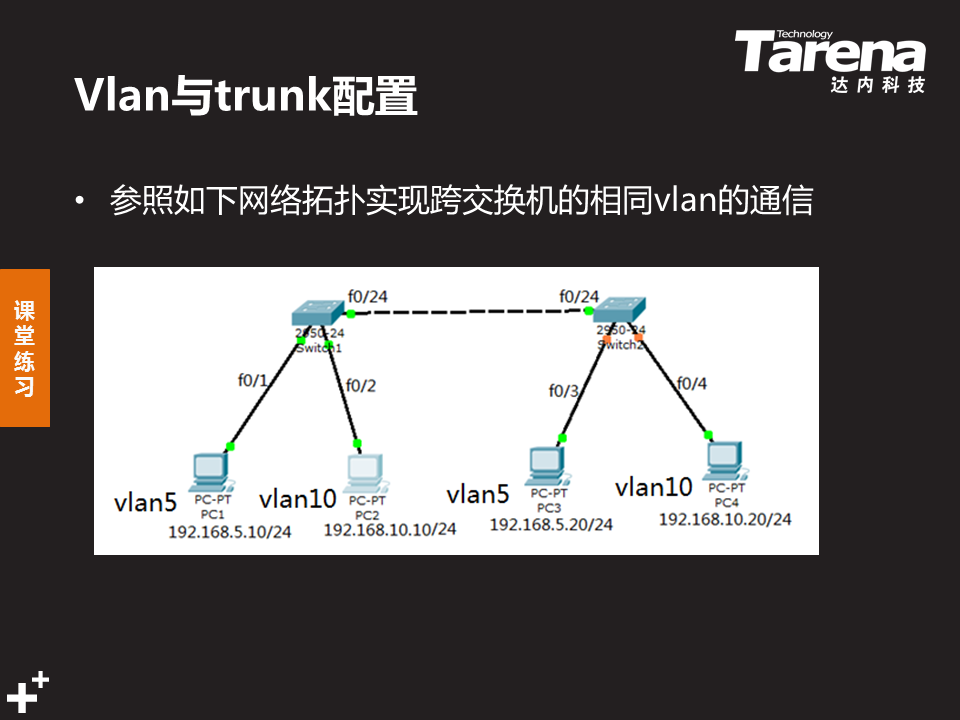 Technology
Tarena
达内科技
Vlan与trunk配置
• 参照如下网络拓扑实现跨交换机的相同vlan的通信
课堂练习
f0/24
f0/24
2950-24
Switch1
2950-24
Switch2
f0/1
f0/2
f0/3
f0/4
vlan5
PC-PT
PC1
192.168.5.10/24
vlan10
PC-PT
PC2
192.168.10.10/24
vlan5
PC-PT
PC3
192.168.5.20/24
vlan10
PC-PT
PC4
192.168.10.20/24